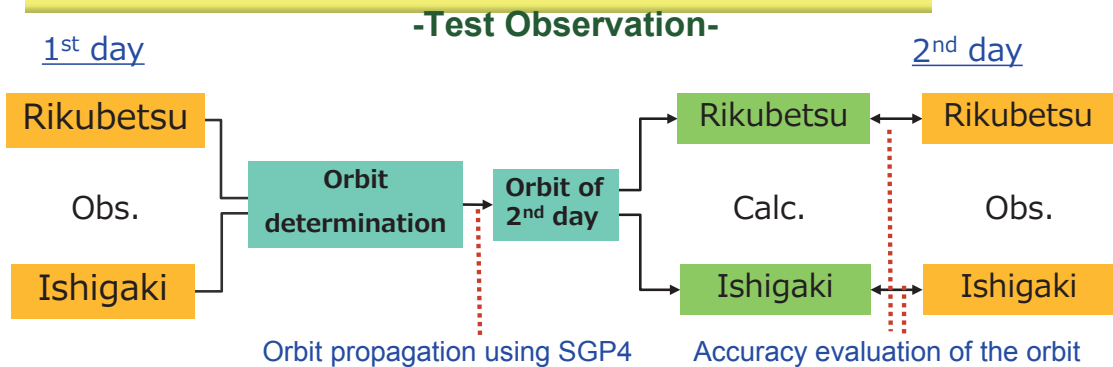 -Test Observation-
1st day
2nd day
Rikubetsu
Obs.
Ishigaki
Orbit
determination
Orbit of
2nd day
Rikubetsu
Calc.
Ishigaki
Rikubetsu
Obs.
Ishigaki
Orbit propagation using SGP4
Accuracy evaluation of the orbit